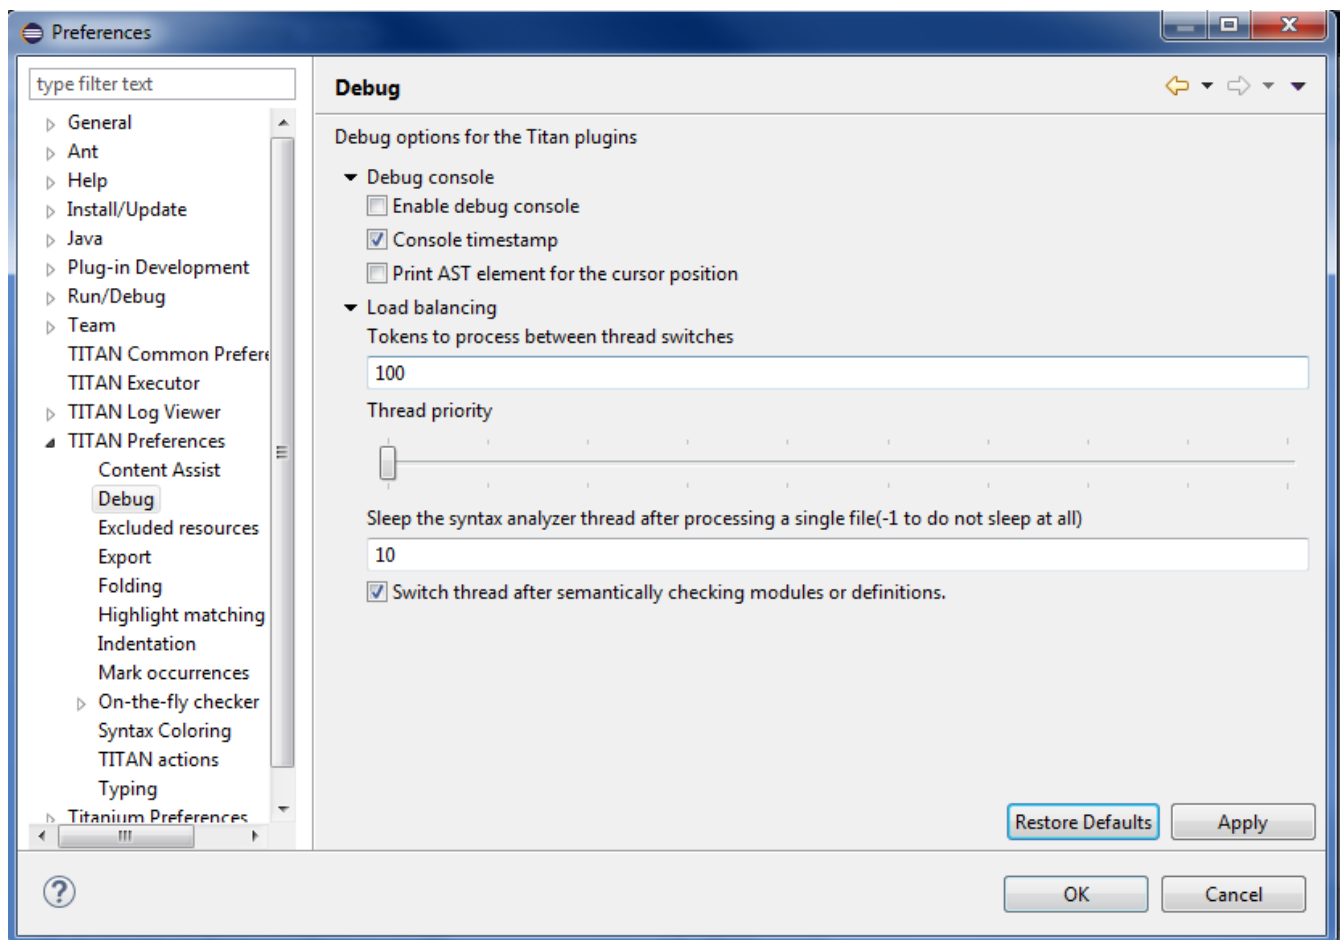 Preferences
type filter text
General
Ant
Help
Install/Update
Java
Plug-in Development
Run/Debug
Team
TITAN Common Prefere
TITAN Executor
TITAN Log Viewer
TITAN Preferences
Content Assist
Debug
Excluded resources
Export
Folding
Highlight matching
Indentation
Mark occurrences
On-the-fly checker
Syntax Coloring
TITAN actions
Typing
Titanium Preferences
Debug
Debug options for the Titan plugins
Debug console
Enable debug console
Console timestamp
Print AST element for the cursor position
Load balancing
Tokens to process between thread switches
100
Thread priority
Sleep the syntax analyzer thread after processing a single file(-1 to do not sleep at all)
10
Switch thread after semantically checking modules or definitions.
Restore Defaults
Apply
?
OK
Cancel